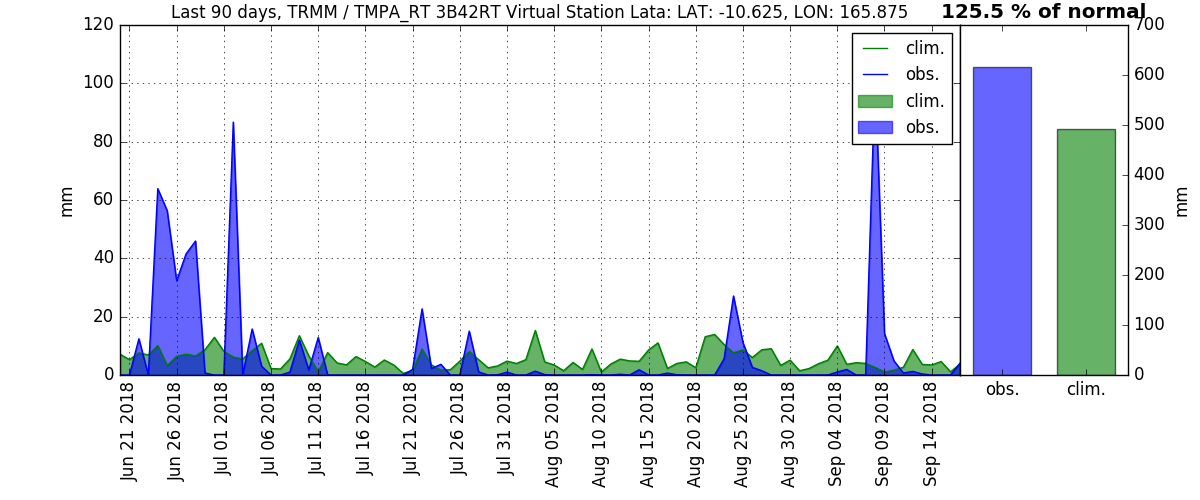 Last 90 days, TRMM / TMPA_RT 3B42RT Virtual Station Lata: LAT: -10.625, LON: 165.875
125.5 % of normal
120
100
80
60
40
20
0
mm
clim.
obs.
clim.
obs.
Jun 21 2018
Jun 26 2018
Jul 01 2018
Jul 06 2018
Jul 11 2018
Jul 16 2018
Jul 21 2018
Jul 26 2018
Jul 31 2018
Aug 05 2018
Aug 10 2018
Aug 15 2018
Aug 20 2018
Aug 25 2018
Aug 30 2018
Sep 04 2018
Sep 09 2018
Sep 14 2018
700
600
500
400
300
200
100
0
mm
obs.
clim.